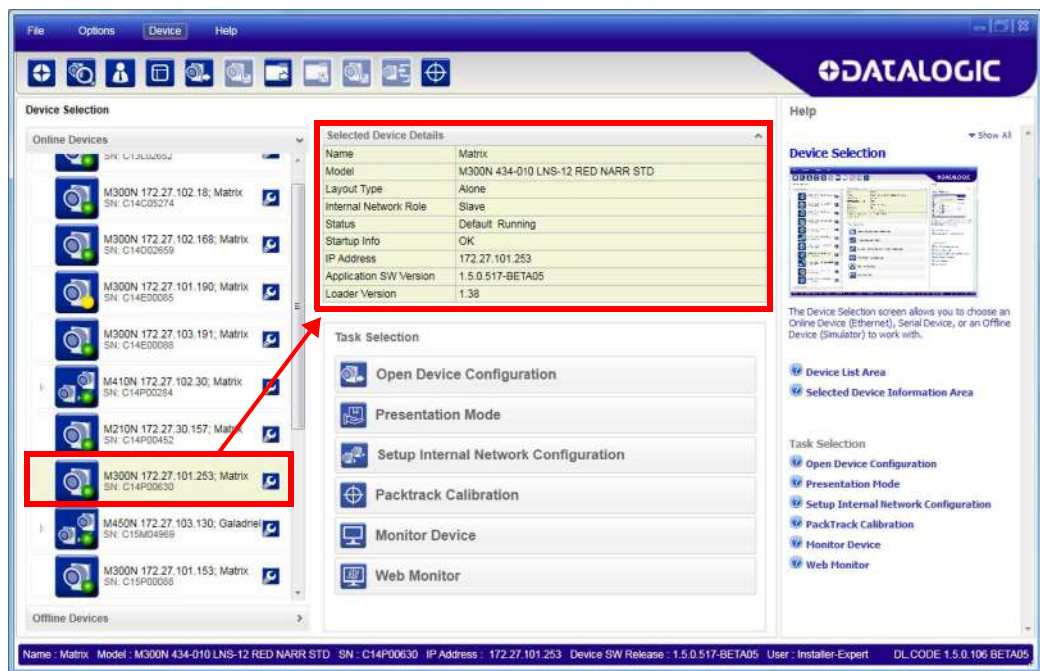 File Options Device Help
DATALOGIC
Device Selection
Online Devices
SN: C13L02652
M300N 172.27.102.18; Matrix
SN: C14C05274
M300N 172.27.102.168; Matrix
SN: C14D02659
M300N 172.27.101.190; Matrix
SN: C14E00085
M300N 172.27.103.191; Matrix
SN: C14E00088
M410N 172.27.102.30; Matrix
SN: C14P00284
M210N 172.27.30.157; Matrix
SN: C14P00452
M300N 172.27.101.253; Matrix
SN: C14P00630
M450N 172.27.103.130; Galadriel
SN: C15M04969
M300N 172.27.101.153; Matrix
SN: C15P00088
Offline Devices
Selected Device Details
Name Matrix
Model M300N 434-010 LNS-12 RED NARR STD
Layout Type Alone
Internal Network Role Slave
Status Default Running
Startup Info OK
IP Address 172.27.101.253
Application SW Version 1.5.0.517-BETA05
Loader Version 1.38
Task Selection
Open Device Configuration
Presentation Mode
Setup Internal Network Configuration
Packtrack Calibration
Monitor Device
Web Monitor
Help
Show All
Device Selection
The Device Selection screen allows you to choose an
Online Device (Ethernet), Serial Device, or an Offline
Device (Simulator) to work with.
Device List Area
Selected Device Information Area
Task Selection
Open Device Configuration
Presentation Mode
Setup Internal Network Configuration
PackTrack Calibration
Monitor Device
Web Monitor
Name : Matrix Model : M300N 434-010 LNS-12 RED NARR STD SN : C14P00630 IP Address : 172.27.101.253 Device SW Release : 1.5.0.517-BETA05 User : Installer-Expert DL.CODE 1.5.0.106 BETA05